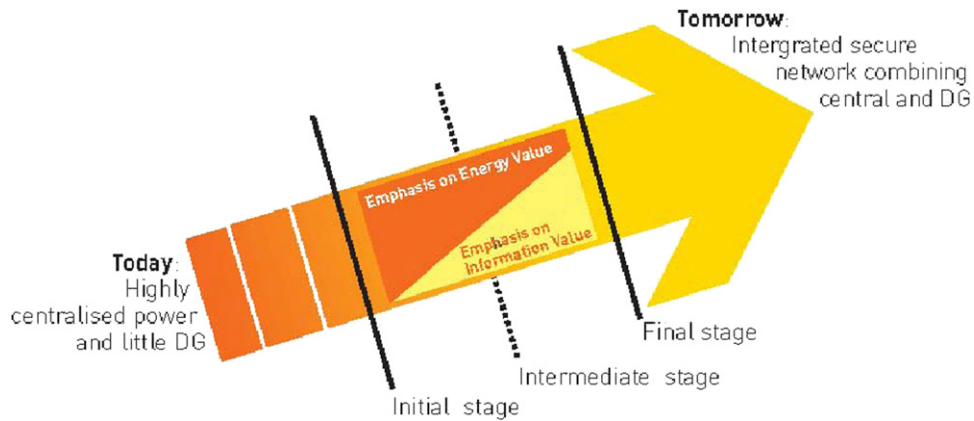 Tomorrow:
Intergrated secure
network combining
central and DG
Emphasis on Energy Value
Emphasis on
Information Value
Today:
Highly
centralised power
and little DG
Final stage
Intermediate stage
Initial stage